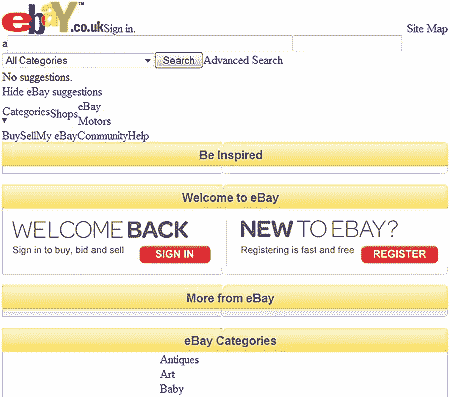 ebaY™.co.uk Sign in. Site Map
a
All Categories Search Advanced Search
No suggestions.
Hide eBay suggestions
Categories Shops eBay Motors
BuySellMy eBayCommunityHelp
Be Inspired
Welcome to eBay
WELCOME BACK
Sign in to buy, bid and sell SIGN IN
NEW TO EBAY?
Registering is fast and free REGISTER
More from eBay
eBay Categories
Antiques
Art
Baby